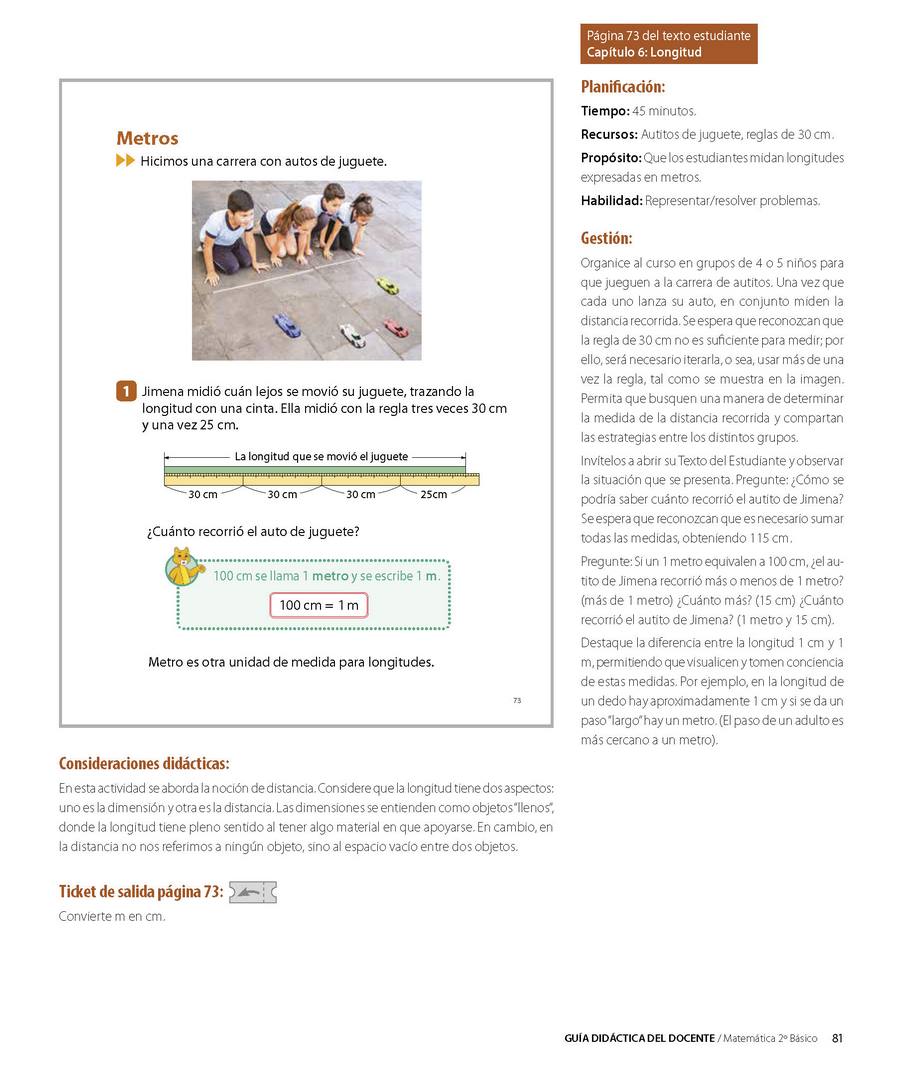 Página 73 del texto estudiante
Capítulo 6: Longitud
Metros
Hicimos una carrera con autos de juguete.
1 Jimena midió cuán lejos se movió su juguete, trazando la
longitud con una cinta. Ella midió con la regla tres veces 30 cm
y una vez 25 cm.
La longitud que se movió el juguete
30 cm 30 cm 30 cm 25cm
¿Cuánto recorrió el auto de juguete?
100 cm se llama 1 metro y se escribe 1 m.
100 cm = 1 m
Metro es otra unidad de medida para longitudes.
73
Planificación:
Tiempo: 45 minutos.
Recursos: Autitos de juguete, reglas de 30 cm.
Propósito: Que los estudiantes midan longitudes
expresadas en metros.
Habilidad: Representar/resolver problemas.
Gestión:
Organice al curso en grupos de 4 o 5 niños para
que jueguen a la carrera de autitos. Una vez que
cada uno lanza su auto, en conjunto miden la
distancia recorrida. Se espera que reconozcan que
la regla de 30 cm no es suficiente para medir; por
ello, será necesario iterarla, o sea, usar más de una
vez la regla, tal como se muestra en la imagen.
Permita que busquen una manera de determinar
la medida de la distancia recorrida y compartan
las estrategias entre los distintos grupos.
Invítelos a abrir su Texto del Estudiante y observar
la situación que se presenta. Pregunte: ¿Cómo se
podría saber cuánto recorrió el autito de Jimena?
Se espera que reconozcan que es necesario sumar
todas las medidas, obteniendo 115 cm.
Pregunte: Si un 1 metro equivalen a 100 cm, ¿el au-
tito de Jimena recorrió más o menos de 1 metro?
(más de 1 metro) ¿Cuánto más? (15 cm) ¿Cuánto
recorrió el autito de Jimena? (1 metro y 15 cm).
Destaque la diferencia entre la longitud 1 cm y 1
m, permitiendo que visualicen y tomen conciencia
de estas medidas. Por ejemplo, en la longitud de
un dedo hay aproximadamente 1 cm y si se da un
paso "largo" hay un metro. (El paso de un adulto es
más cercano a un metro).
Consideraciones didácticas:
En esta actividad se aborda la noción de distancia. Considere que la longitud tiene dos aspectos:
uno es la dimensión y otra es la distancia. Las dimensiones se entienden como objetos "llenos",
donde la longitud tiene pleno sentido al tener algo material en que apoyarse. En cambio, en
la distancia no nos referimos a ningún objeto, sino al espacio vacío entre dos objetos.
Ticket de salida página 73:
Convierte m en cm.
GUÍA DIDÁCTICA DEL DOCENTE / Matemática 2º Básico 81